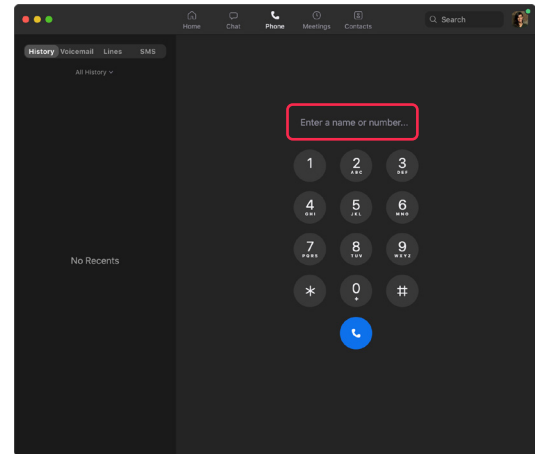 Home Chat Phone Meetings Contacts Search
History Voicemail Lines SMS
All History
No Recents
Enter a name or number...
1 2 3
ABC DEF
4 5 6
GHI JKL MNO
7 8 9
PQRS TUV WXYZ
* 0 #
+